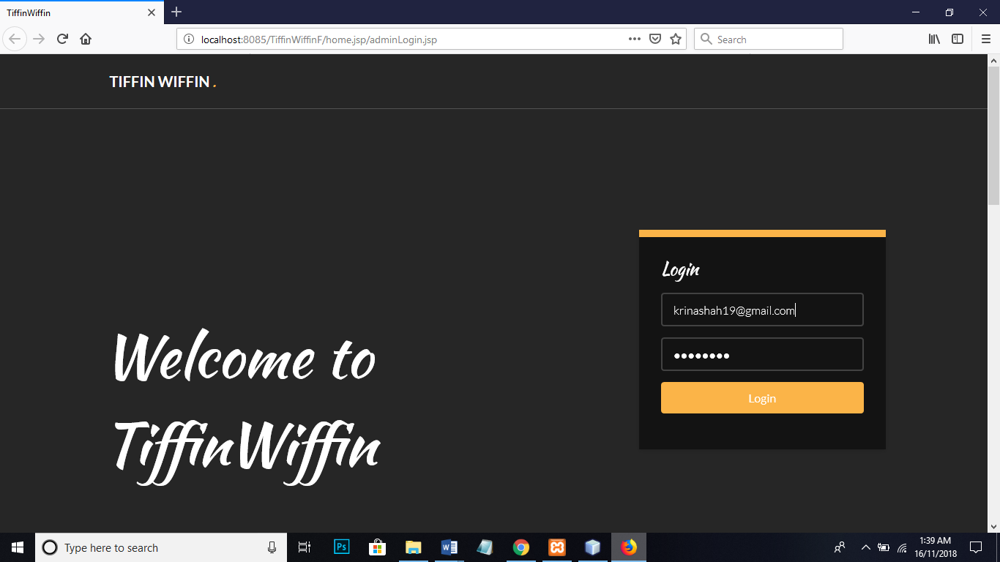 TiffinWiffin
localhost:8085/TiffinWiffinF/home.jsp/adminLogin.jsp
Search
TIFFIN WIFFIN .
Login
krinashah19@gmail.com
Login
Welcome to
TiffinWiffin
Type here to search
Ps
W
1:39 AM
16/11/2018